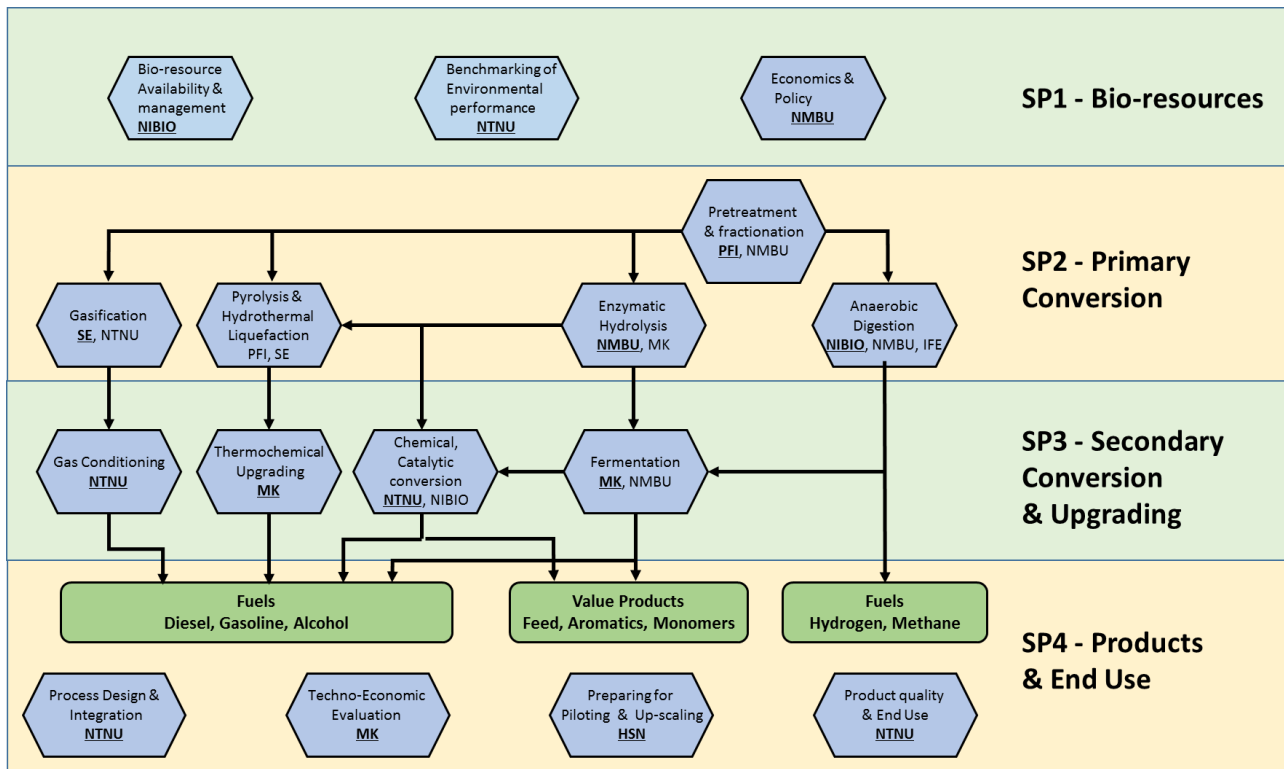 Bio-resource
Availability &
management
NIBIO
Benchmarking of
Environmental
performance
NTNU
Economics &
Policy
NMBU
SP1 - Bio-resources
Pretreatment
& fractionation
PFI, NMBU
SP2 - Primary
Conversion
Gasification
SE, NTNU
Pyrolysis &
Hydrothermal
Liquefaction
PFI, SE
Enzymatic
Hydrolysis
NMBU, MK
Anaerobic
Digestion
NIBIO, NMBU, IFE
Gas Conditioning
NTNU
Thermochemical
Upgrading
MK
Chemical,
Catalytic
conversion
NTNU, NIBIO
Fermentation
MK, NMBU
SP3 - Secondary
Conversion
& Upgrading
Fuels
Diesel, Gasoline, Alcohol
Value Products
Feed, Aromatics, Monomers
Fuels
Hydrogen, Methane
SP4 - Products
& End Use
Process Design &
Integration
NTNU
Techno-Economic
Evaluation
MK
Preparing for
Piloting & Up-scaling
HSN
Product quality
& End Use
NTNU